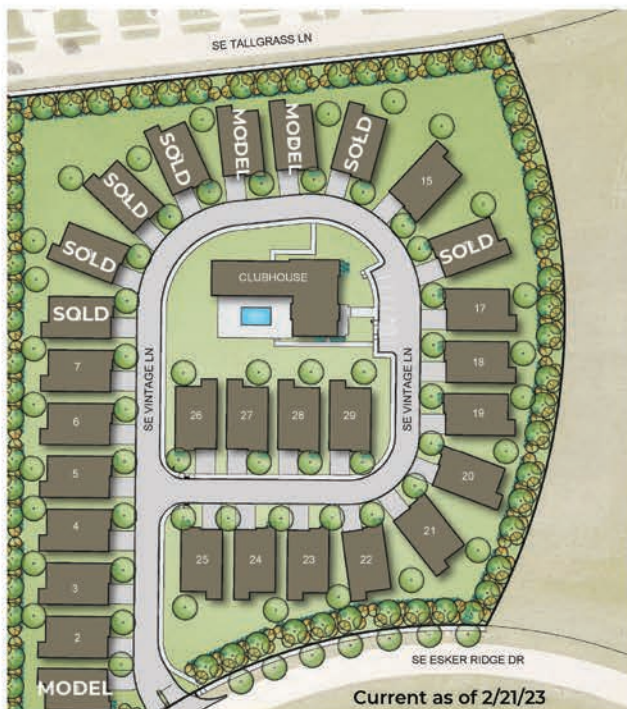 SE TALLGRASS LN
SOLD
MODEL
MODEL
SOLD
SOLD
15
SOLD
SOLD
CLUBHOUSE
SOLD
17
7
SE VINTAGE LN
SE VINTAGE LN
18
6
26
27
28
29
19
5
20
4
21
25
24
23
22
3
2
SE ESKER RIDGE DR
MODEL
Current as of 2/21/23